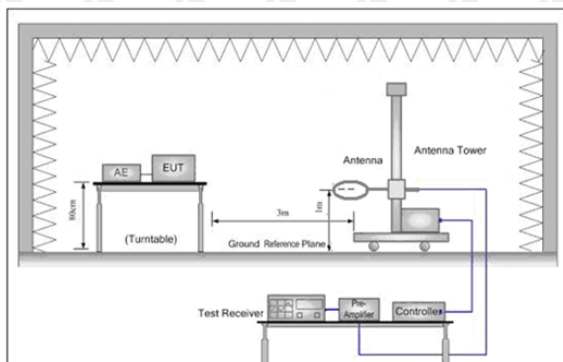 AE
EUT
80cm
(Turntable)
3m
Antenna
Antenna Tower
1m
Ground Reference Plane
Test Receiver
Pre-
Amplifier
Controller